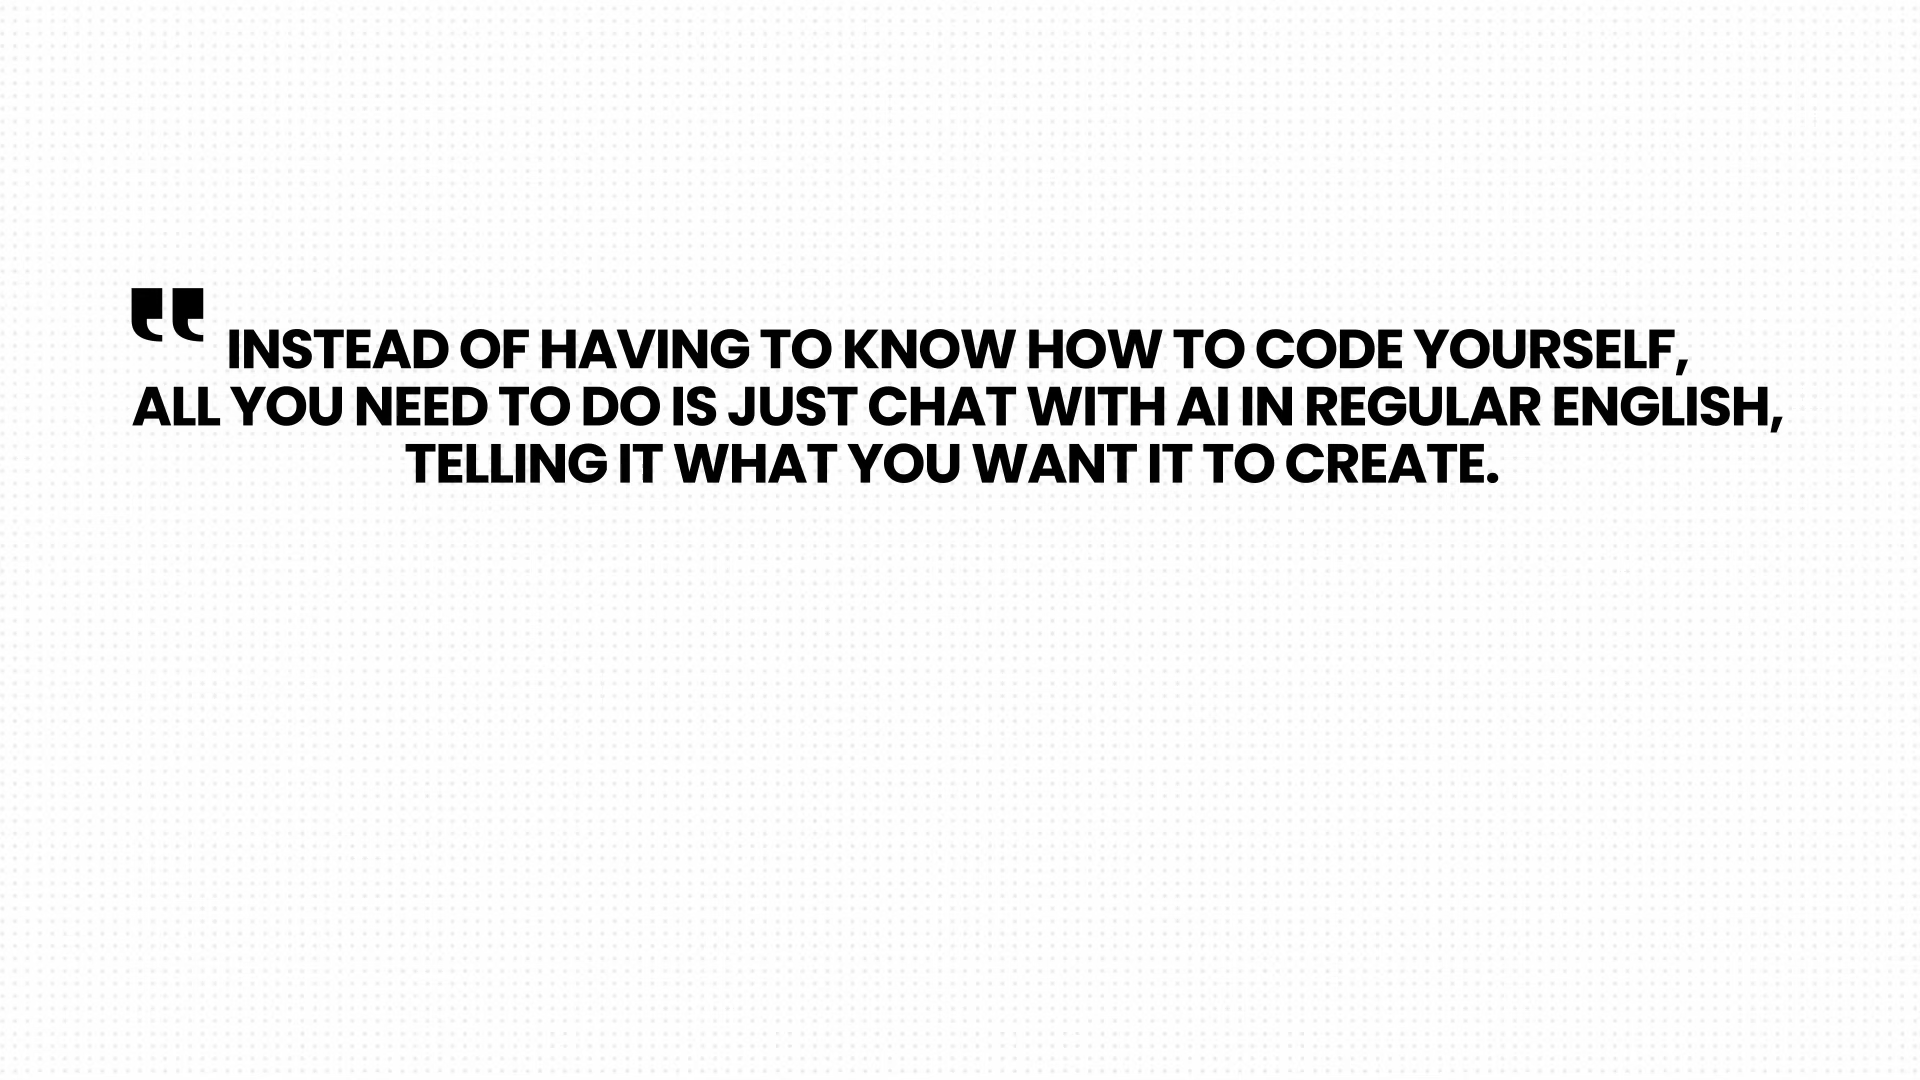 " INSTEAD OF HAVING TO KNOW HOW TO CODE YOURSELF,
ALL YOU NEED TO DO IS JUST CHAT WITH AI IN REGULAR ENGLISH,
TELLING IT WHAT YOU WANT IT TO CREATE.